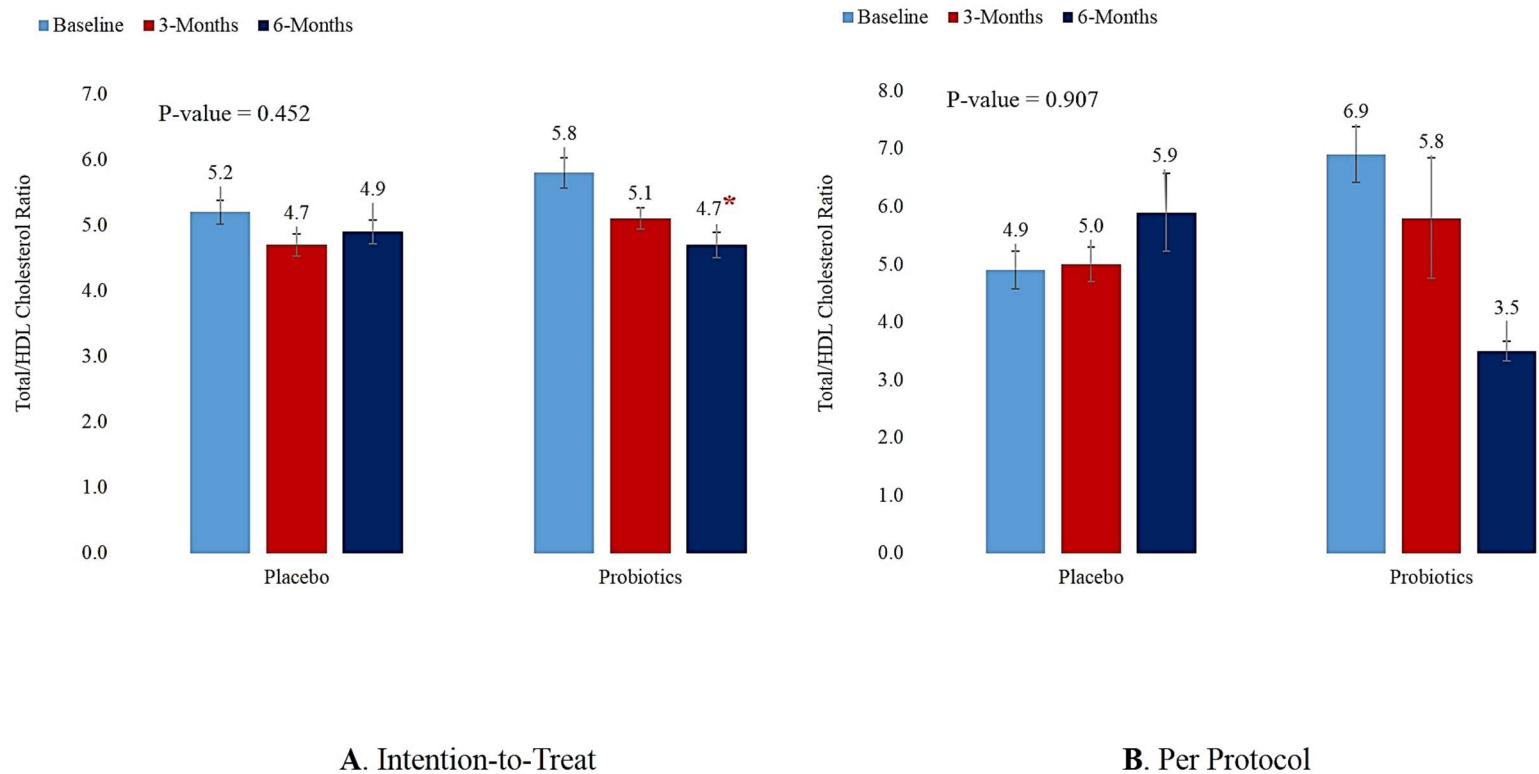 Baseline 3-Months 6-Months
P-value = 0.452
Total/HDL Cholesterol Ratio
7.0
6.0
5.0
4.0
3.0
2.0
1.0
0.0
5.2
4.7
4.9
5.8
5.1
4.7*
Placebo
Probiotics
A. Intention-to-Treat
Baseline 3-Months 6-Months
P-value = 0.907
Total/HDL Cholesterol Ratio
8.0
7.0
6.0
5.0
4.0
3.0
2.0
1.0
0.0
4.9
5.0
5.9
6.9
5.8
3.5
Placebo
Probiotics
B. Per Protocol